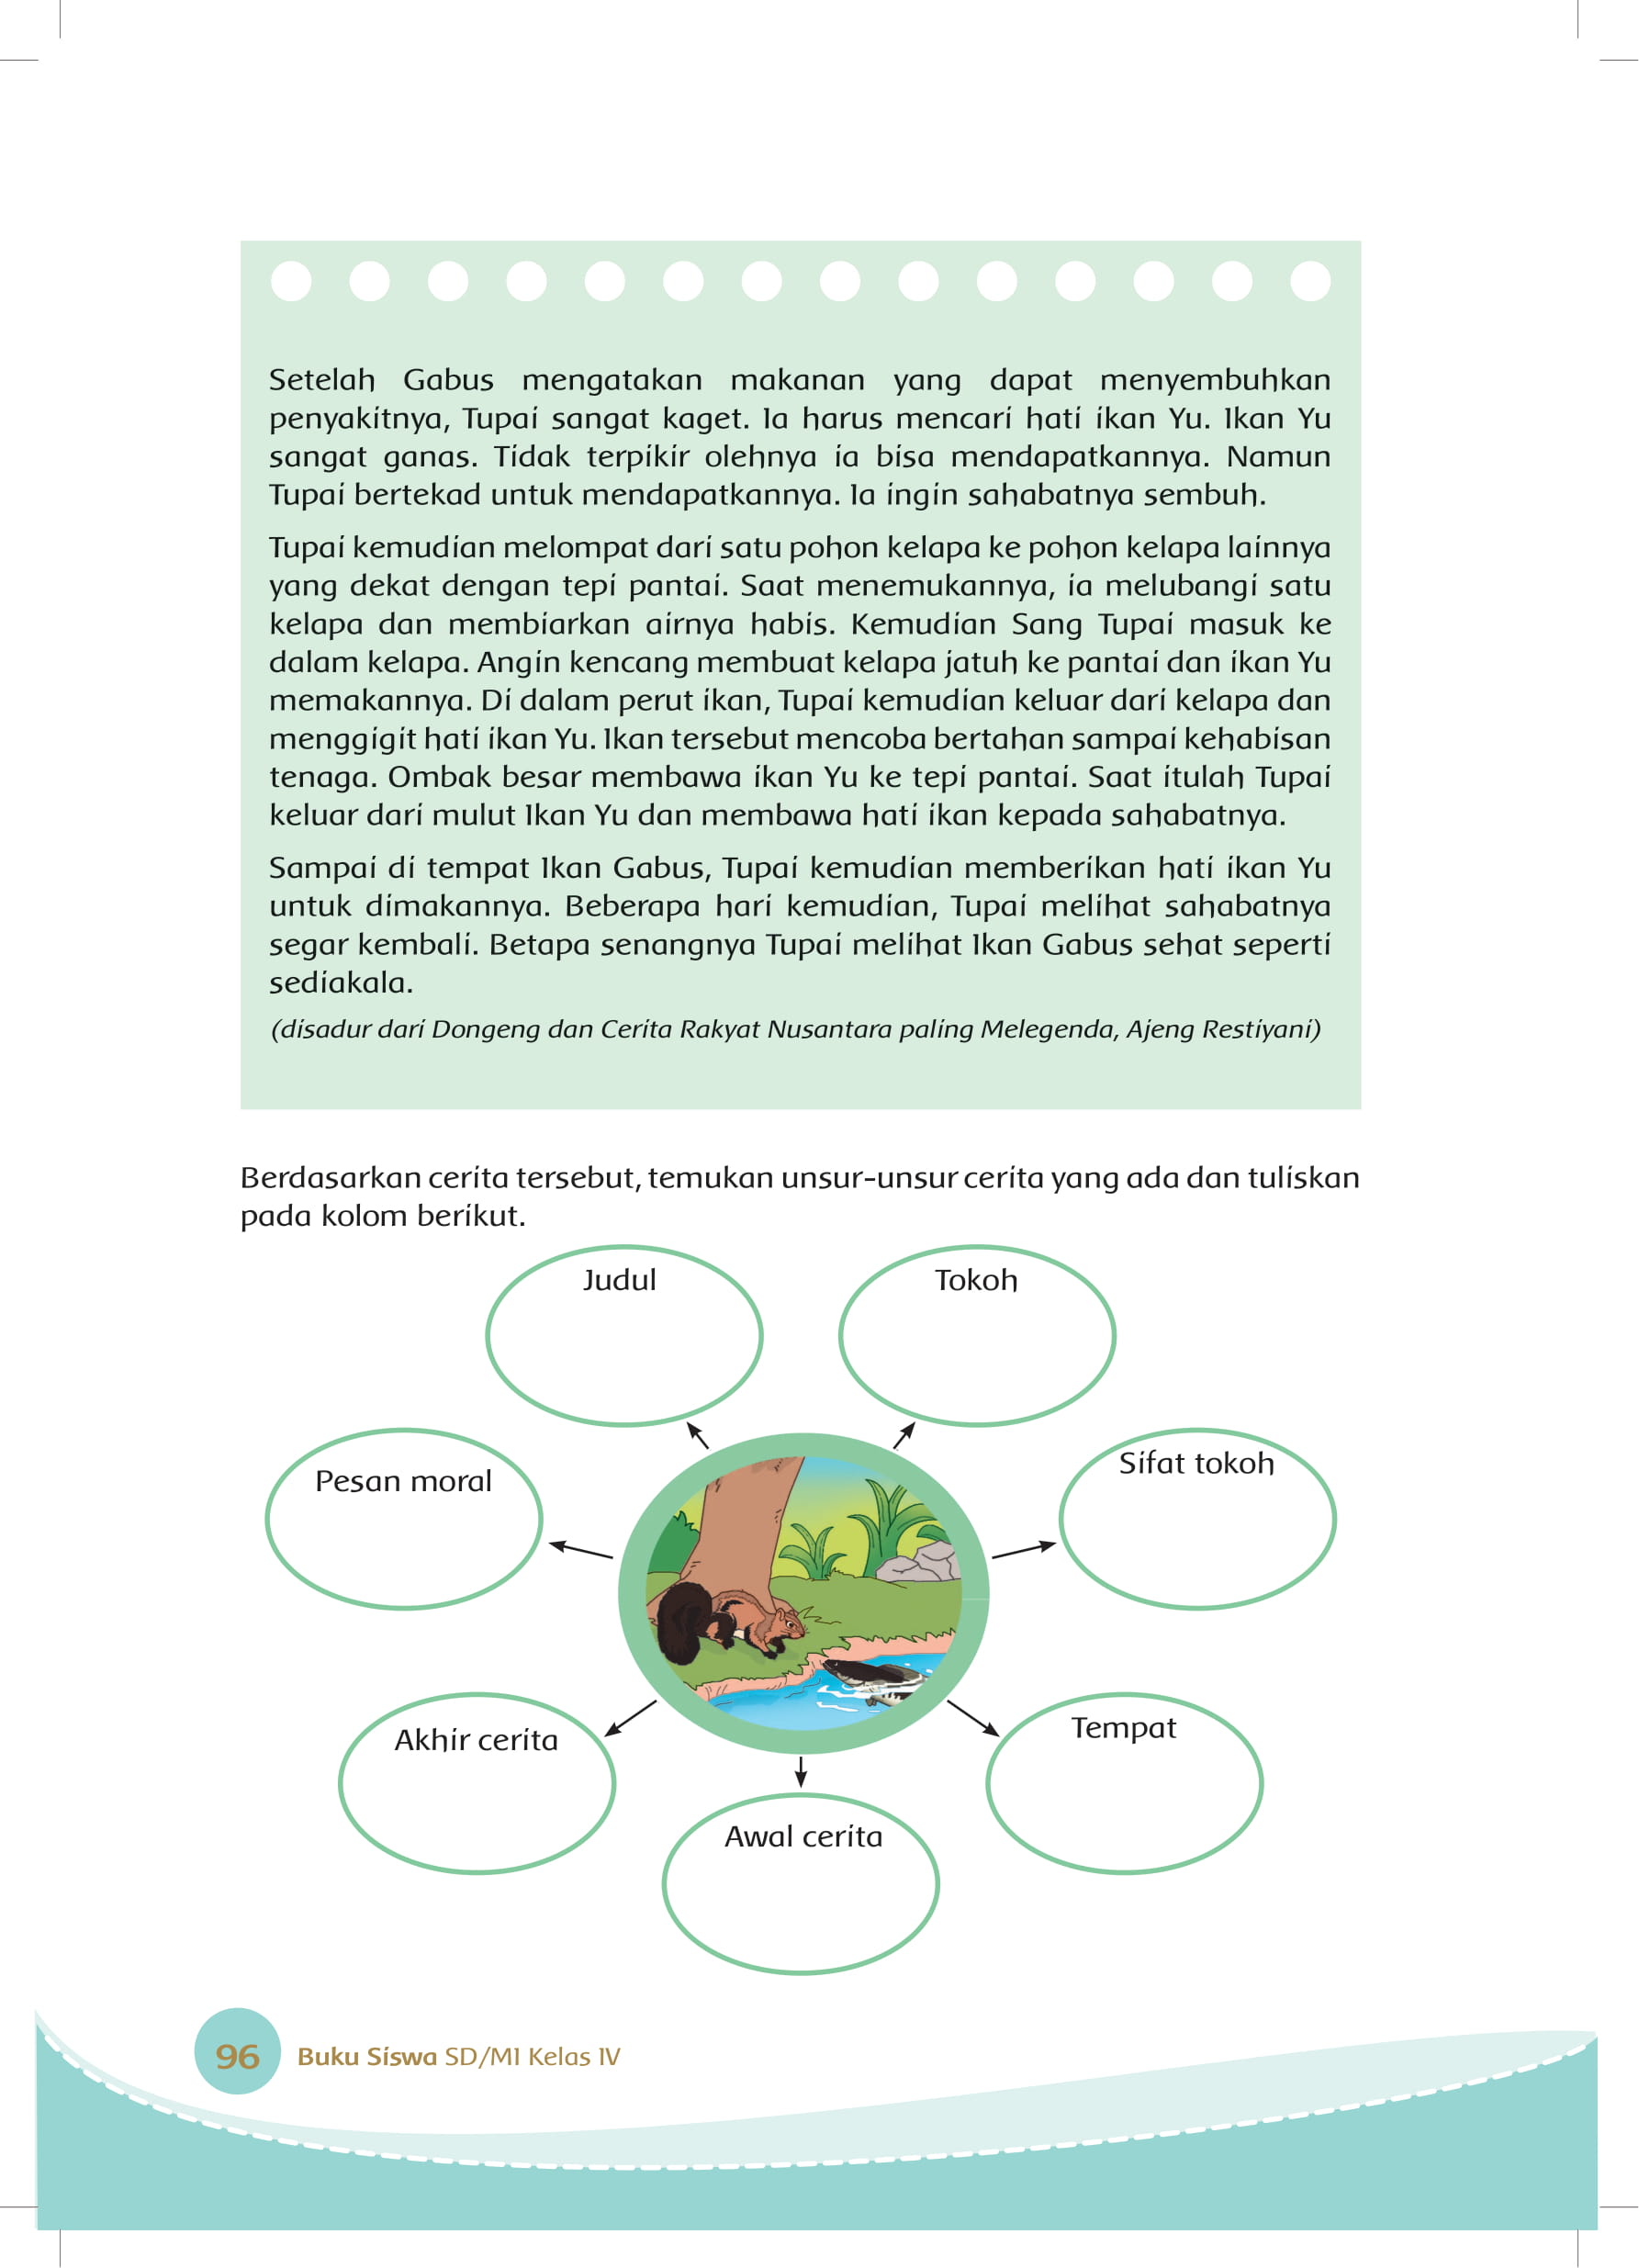 Setelah Gabus mengatakan makanan yang dapat menyembuhkan
penyakitnya, Tupai sangat kaget. Ia harus mencari hati ikan Yu. Ikan Yu
sangat ganas. Tidak terpikir olehnya ia bisa mendapatkannya. Namun
Tupai bertekad untuk mendapatkannya. Ia ingin sahabatnya sembuh.
Tupai kemudian melompat dari satu pohon kelapa ke pohon kelapa lainnya
yang dekat dengan tepi pantai. Saat menemukannya, ia melubangi satu
kelapa dan membiarkan airnya habis. Kemudian Sang Tupai masuk ke
dalam kelapa. Angin kencang membuat kelapa jatuh ke pantai dan ikan Yu
memakannya. Di dalam perut ikan, Tupai kemudian keluar dari kelapa dan
menggigit hati ikan Yu. Ikan tersebut mencoba bertahan sampai kehabisan
tenaga. Ombak besar membawa ikan Yu ke tepi pantai. Saat itulah Tupai
keluar dari mulut Ikan Yu dan membawa hati ikan kepada sahabatnya.
Sampai di tempat Ikan Gabus, Tupai kemudian memberikan hati ikan Yu
untuk dimakannya. Beberapa hari kemudian, Tupai melihat sahabatnya
segar kembali. Betapa senangnya Tupai melihat Ikan Gabus sehat seperti
sediakala.
(disadur dari Dongeng dan Cerita Rakyat Nusantara paling Melegenda, Ajeng Restiyani)
Berdasarkan cerita tersebut, temukan unsur-unsur cerita yang ada dan tuliskan
pada kolom berikut.
Judul
Tokoh
Pesan moral
Sifat tokoh
Akhir cerita
Tempat
Awal cerita
96 Buku Siswa SD/MI Kelas IV